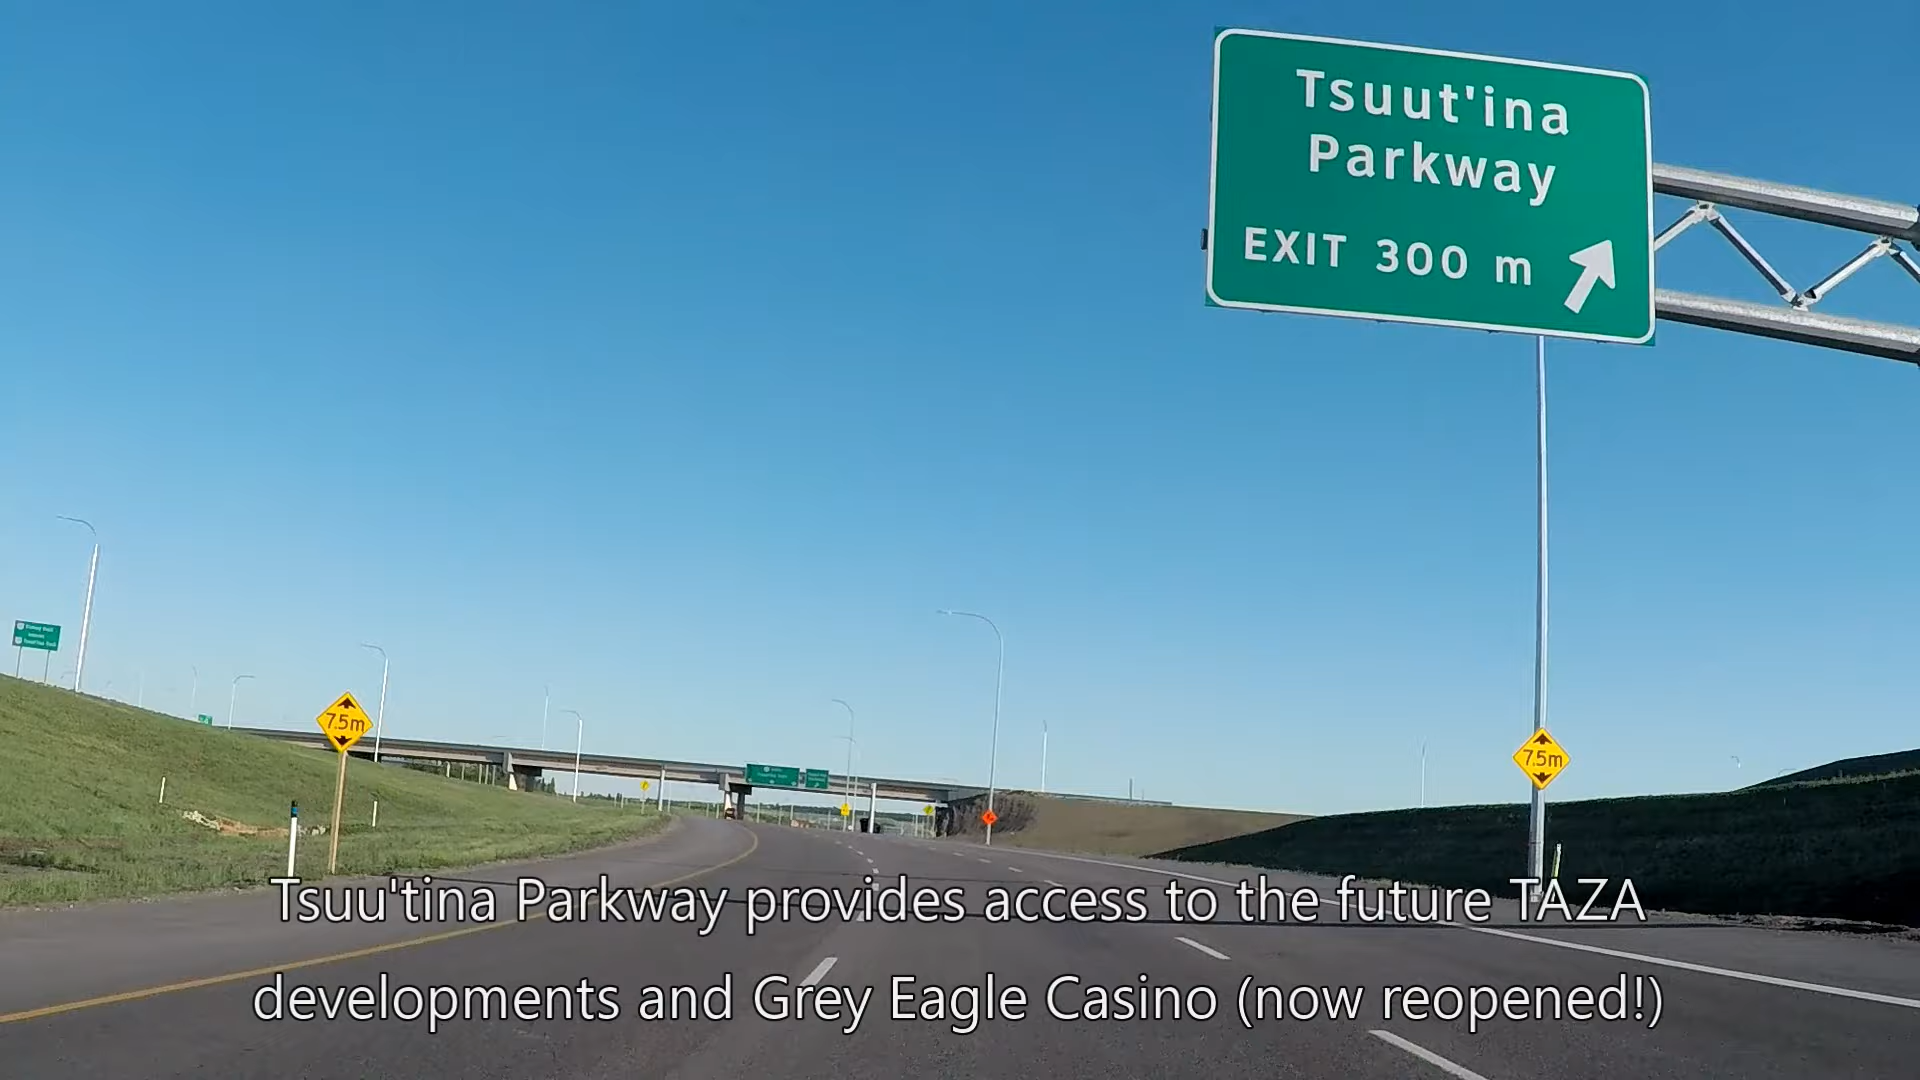 Tsuut'ina
Parkway
EXIT 300 m
7.5m
7.5m
Tsuu'tina Parkway provides access to the future TAZA
developments and Grey Eagle Casino (now reopened!)